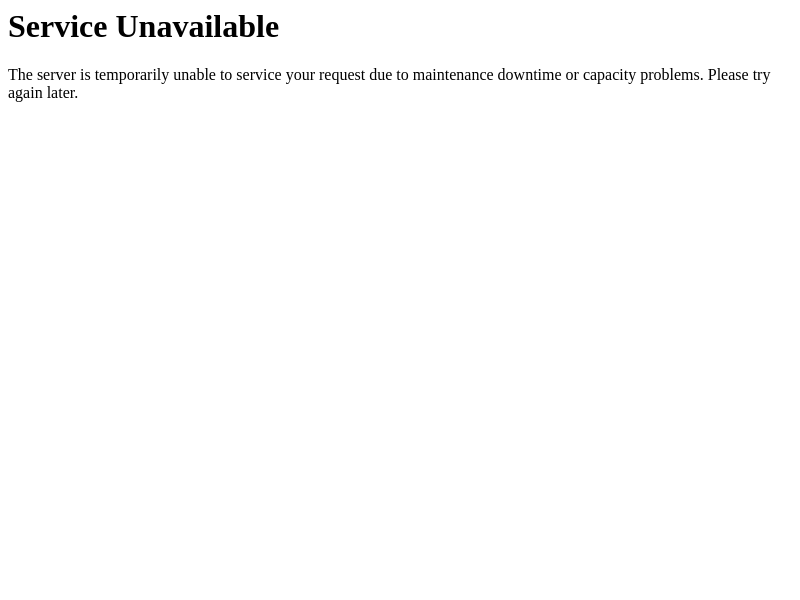 Service Unavailable
The server is temporarily unable to service your request due to maintenance downtime or capacity problems. Please try
again later.